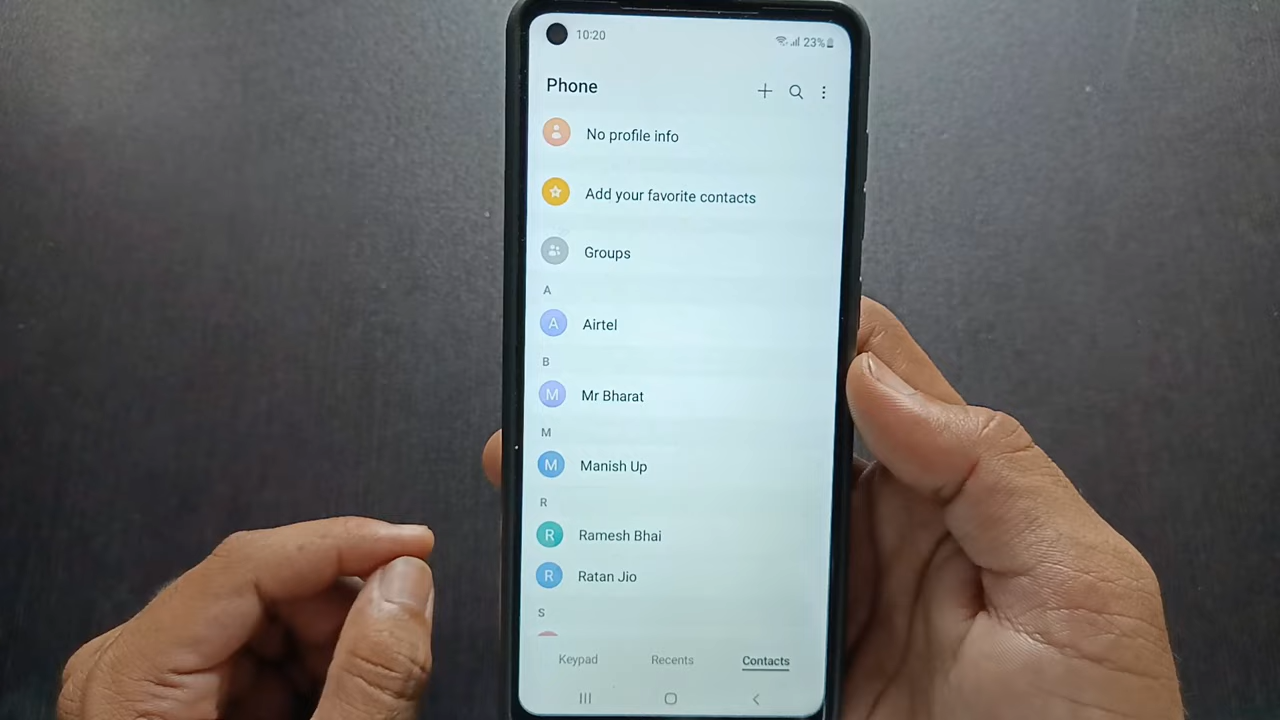 10:20
23%
Phone
No profile info
Add your favorite contacts
Groups
A
A Airtel
B
M Mr Bharat
M
M Manish Up
R
R Ramesh Bhai
R Ratan Jio
S
Keypad Recents Contacts